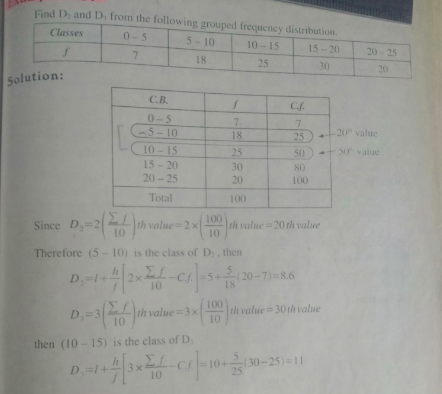 Find D₂ and D₃ from the following grouped frequency distribution.
Classes 0-5 5-10 10-15 15-20 20-25
f 7 18 25 30 20
Solution:
C.B. f C.f.
0-5 7 7
5-10 18 25 20th value
10-15 25 50 30th value
15-20 30 80
20-25 20 100
Total 100
Since D₂=2(∑f/10)th value=2×(100/10)th value=20th value
Therefore (5-10) is the class of D₂, then
D₂=l+h/f[2×∑f/10-C.f]=5+5/18(20-7)=8.6
D₃=3(∑f/10)th value=3×(100/10)th value=30th value
then (10-15) is the class of D₃
D₃=l+h/f[3×∑f/10-C.f]=10+5/25(30-25)=11